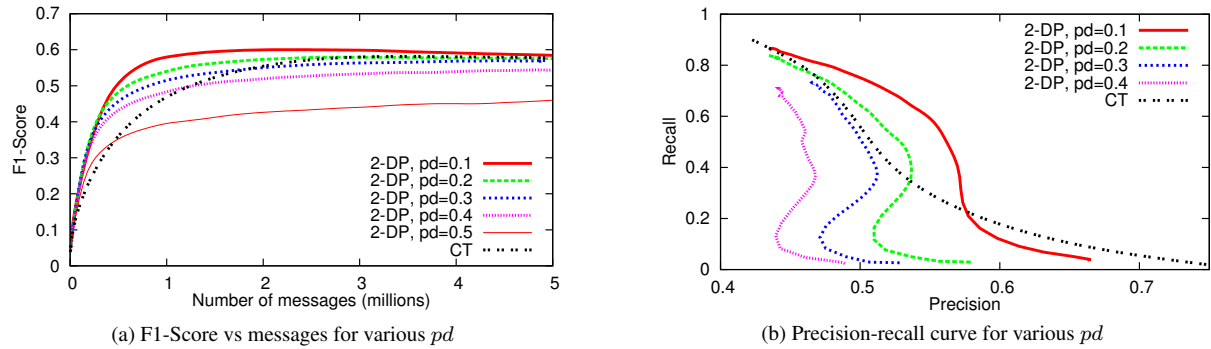 F1-Score
0.7
0.6
0.5
0.4
0.3
0.2
0.1
0
2-DP, pd=0.1
2-DP, pd=0.2
2-DP, pd=0.3
2-DP, pd=0.4
2-DP, pd=0.5
CT
0 1 2 3 4 5
Number of messages (millions)
(a) F1-Score vs messages for various pd
Recall
1
0.8
0.6
0.4
0.2
0
2-DP, pd=0.1
2-DP, pd=0.2
2-DP, pd=0.3
2-DP, pd=0.4
CT
0.4 0.5 0.6 0.7
Precision
(b) Precision-recall curve for various pd